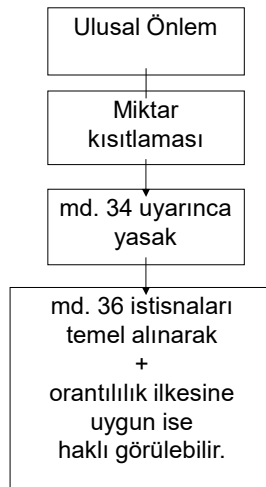 Ulusal Önlem
Miktar
kısıtlaması
md. 34 uyarınca
yasak
md. 36 istisnaları
temel alınarak
+
orantılılık ilkesine
uygun ise
haklı görülebilir.